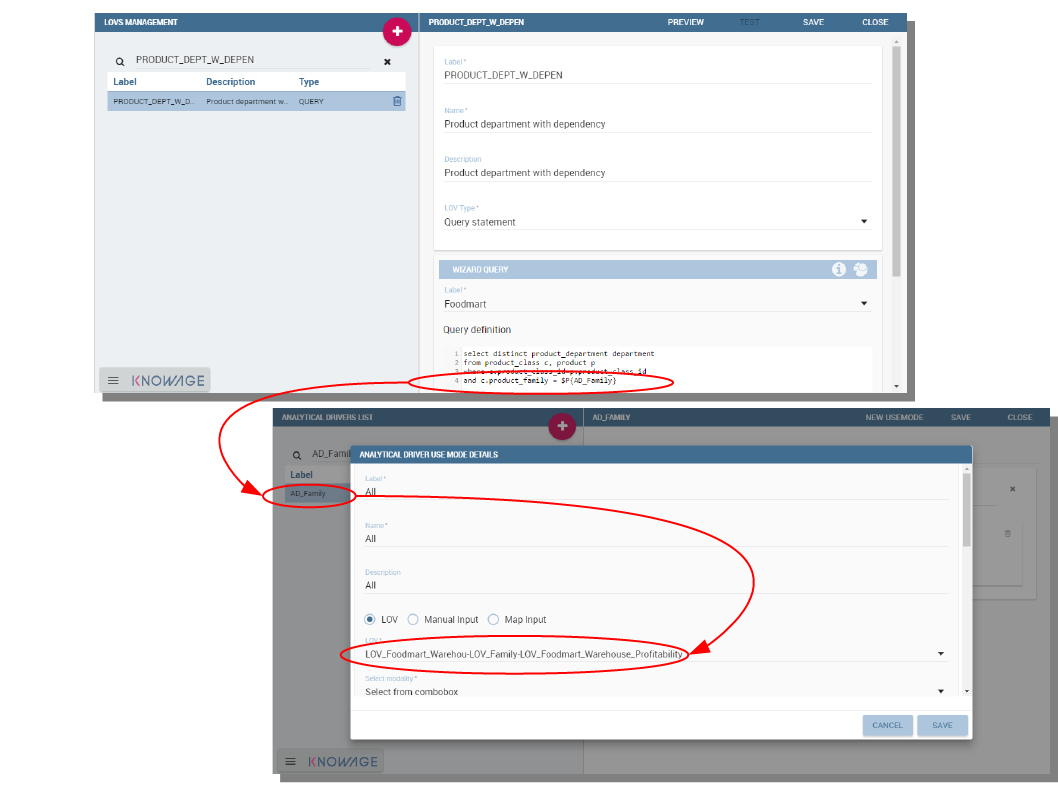 LOVS MANAGEMENT
+
PRODUCT_DEPT_W_DEPEN
PREVIEW TEST SAVE CLOSE
PRODUCT_DEPT_W_DEPEN
Label Description Type
PRODUCT_DEPT_W_D... Product department w... QUERY
Label *
PRODUCT_DEPT_W_DEPEN
Name *
Product department with dependency
Description
Product department with dependency
LOV Type *
Query statement
WIZARD QUERY
Label *
Foodmart
Query definition
1 select distinct product_department department
2 from product_class c, product p
3 where c.product_class_id=p.product_class_id
4 and c.product_family = $P{AD_Family}
KNOWAGE
ANALYTICAL DRIVERS LIST
+
AD_FAMILY
NEW USEMODE SAVE CLOSE
AD_Famil
Label
AD_Family
ANALYTICAL DRIVER USE MODE DETAILS
Label *
All
Name *
All
Description
All
LOV Manual Input Map Input
LOV *
LOV_Foodmart_Warehou-LOV_Family-LOV_Foodmart_Warehouse_Profitability
Select modality *
Select from combobox
CANCEL SAVE
KNOWAGE